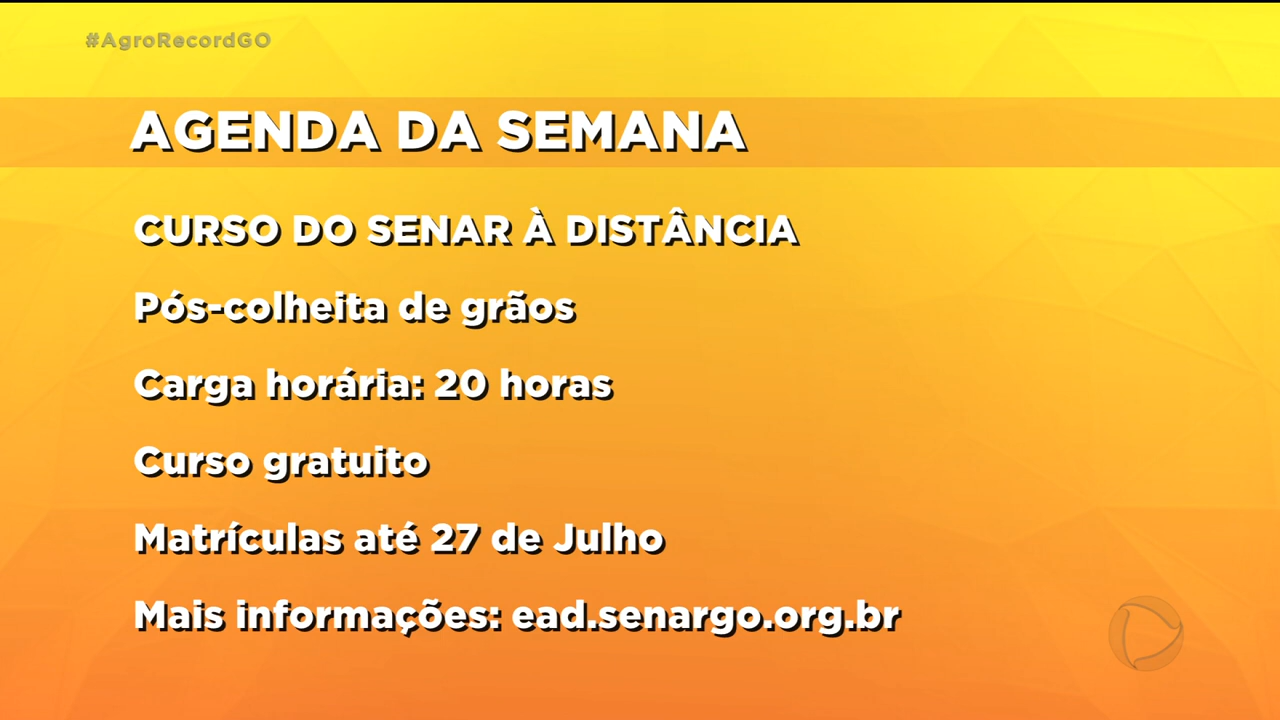 #AgroRecordGO
AGENDA DA SEMANA
CURSO DO SENAR À DISTÂNCIA
Pós-colheita de grãos
Carga horária: 20 horas
Curso gratuito
Matrículas até 27 de Julho
Mais informações: ead.senargo.org.br